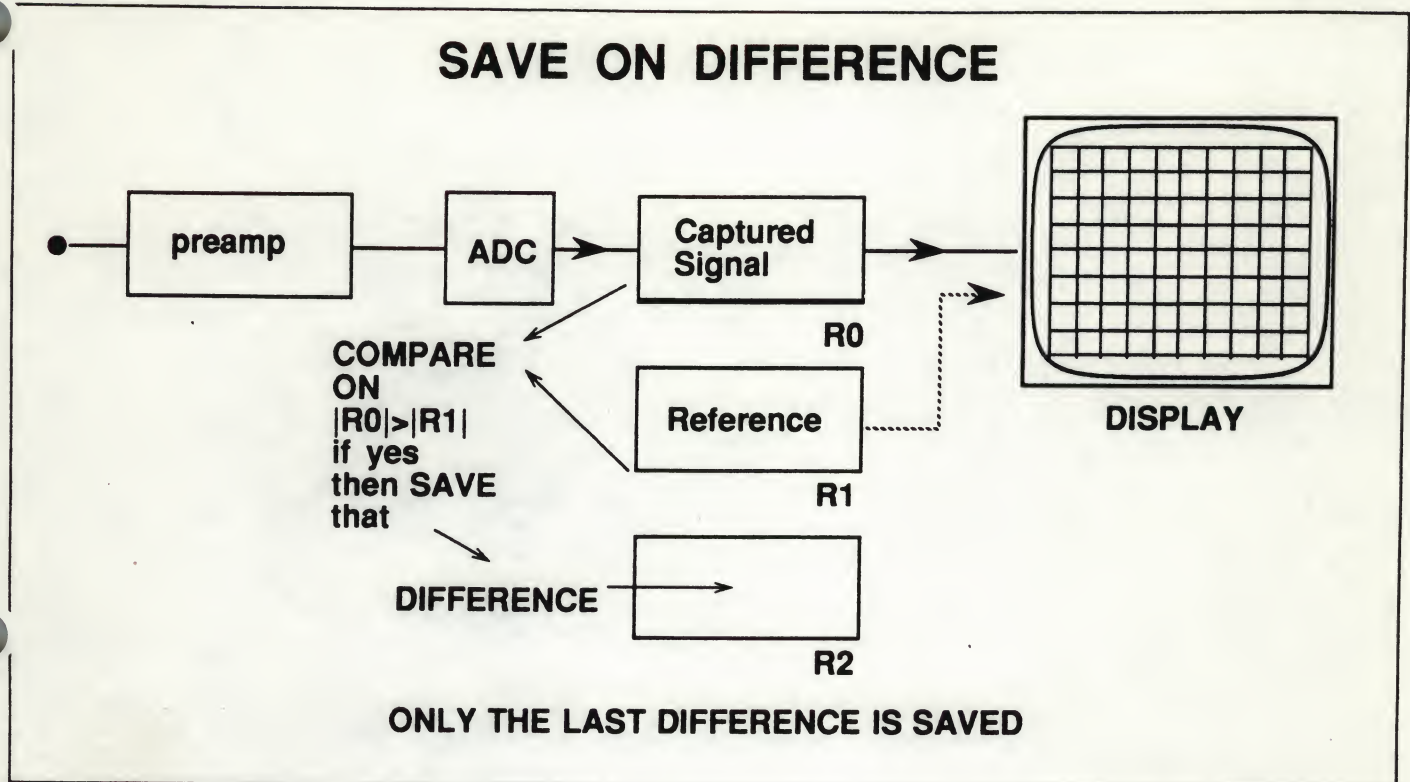 SAVE ON DIFFERENCE
preamp
ADC
Captured
Signal
R0
COMPARE
ON
|R0|>|R1|
if yes
then SAVE
that
Reference
R1
DISPLAY
DIFFERENCE
R2
ONLY THE LAST DIFFERENCE IS SAVED